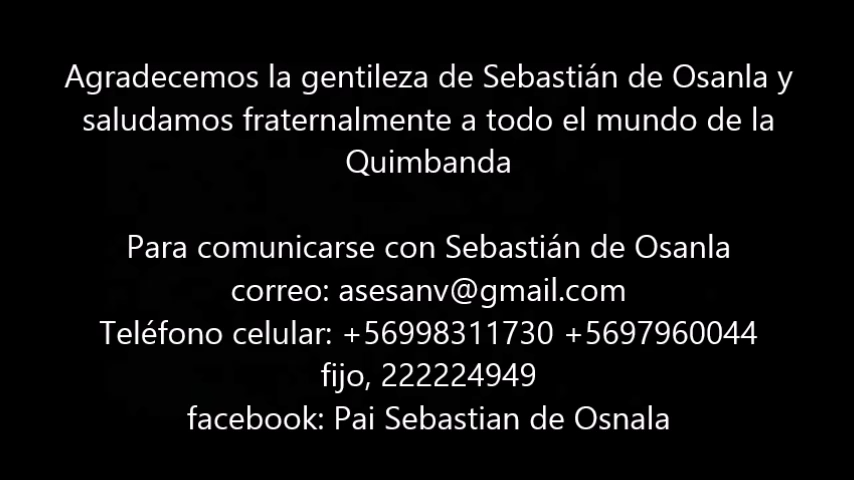 Agradecemos la gentileza de Sebastián de Osanla y
saludamos fraternalmente a todo el mundo de la
Quimbanda
Para comunicarse con Sebastián de Osanla
correo: asesanv@gmail.com
Teléfono celular: +56998311730 +5697960044
fijo, 222224949
facebook: Pai Sebastian de Osnala